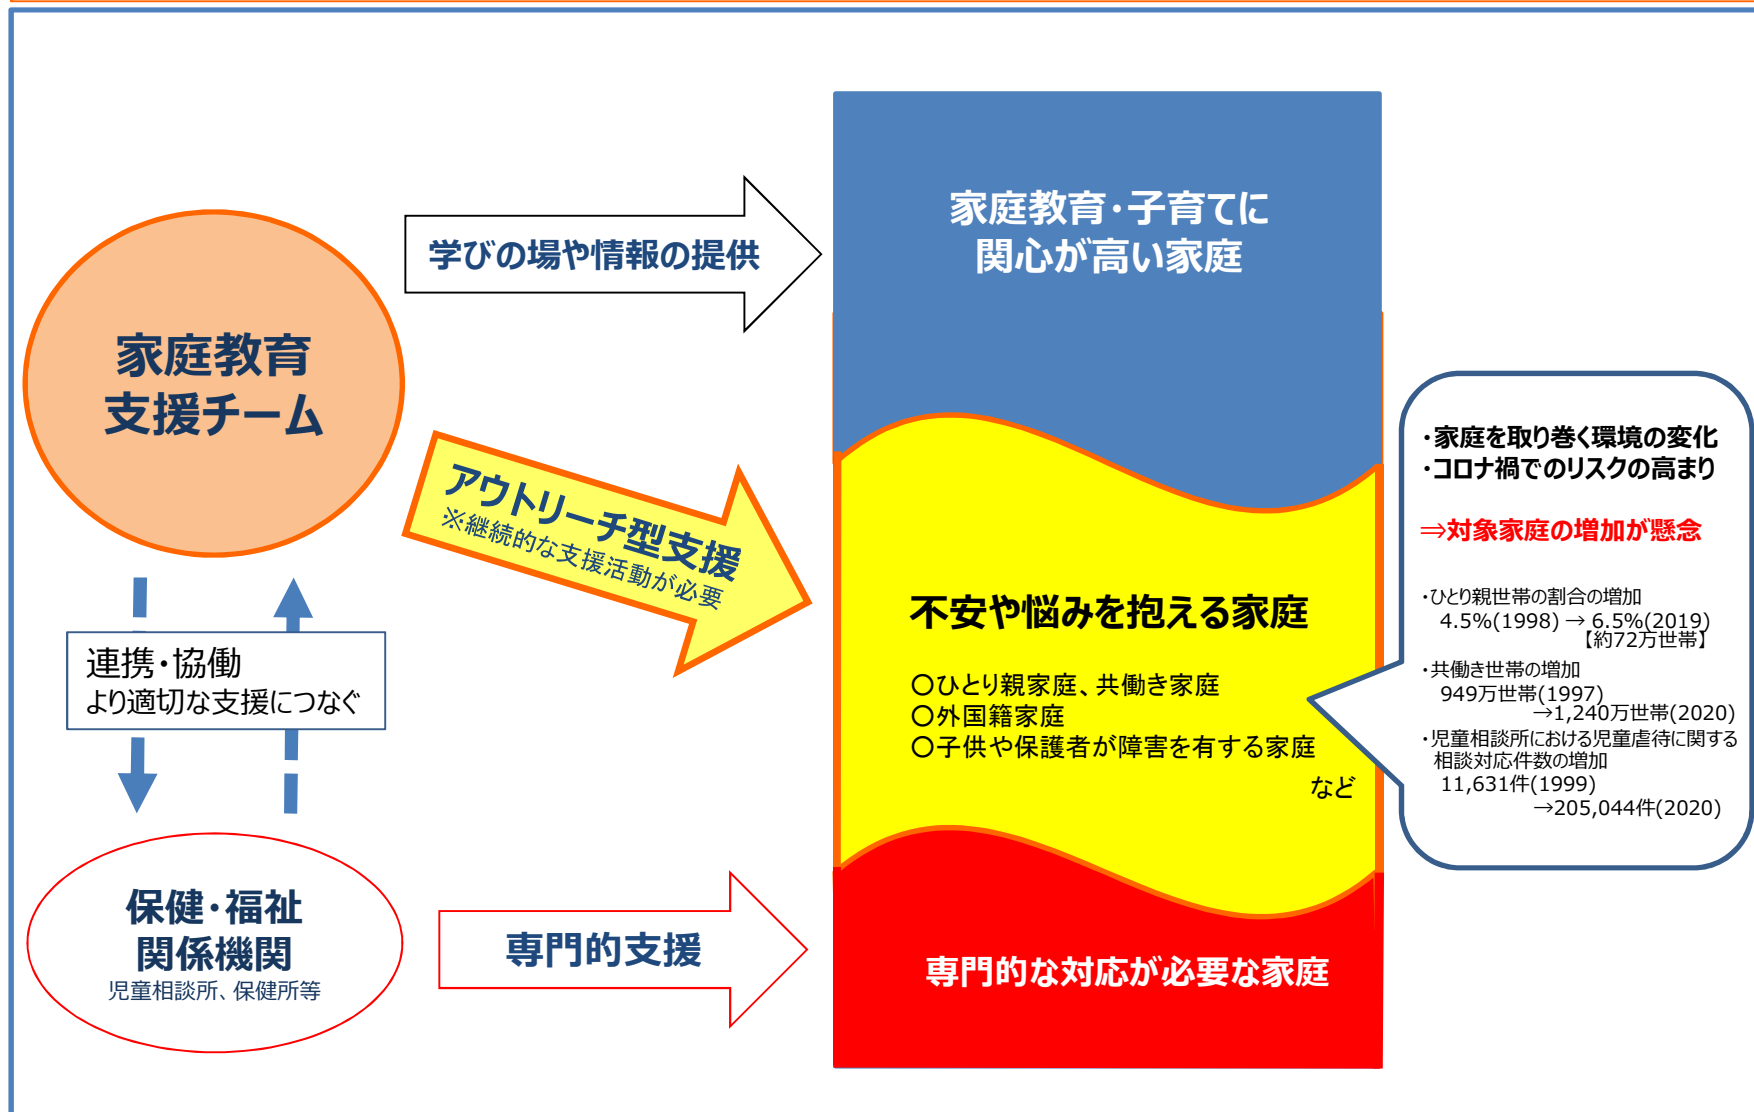 家庭教育
支援チーム
学びの場や情報の提供
アウトリーチ型支援
※継続的な支援活動が必要
連携・協働
より適切な支援につなぐ
保健・福祉
関係機関
児童相談所、保健所等
専門的支援
家庭教育・子育てに
関心が高い家庭
不安や悩みを抱える家庭
○ひとり親家庭、共働き家庭
○外国籍家庭
○子供や保護者が障害を有する家庭
など
専門的な対応が必要な家庭
・家庭を取り巻く環境の変化
・コロナ禍でのリスクの高まり
⇒対象家庭の増加が懸念
・ひとり親世帯の割合の増加
4.5%(1998) → 6.5%(2019)
【約72万世帯】
・共働き世帯の増加
949万世帯(1997)
→1,240万世帯(2020)
・児童相談所における児童虐待に関する
相談対応件数の増加
11,631件(1999)
→205,044件(2020)